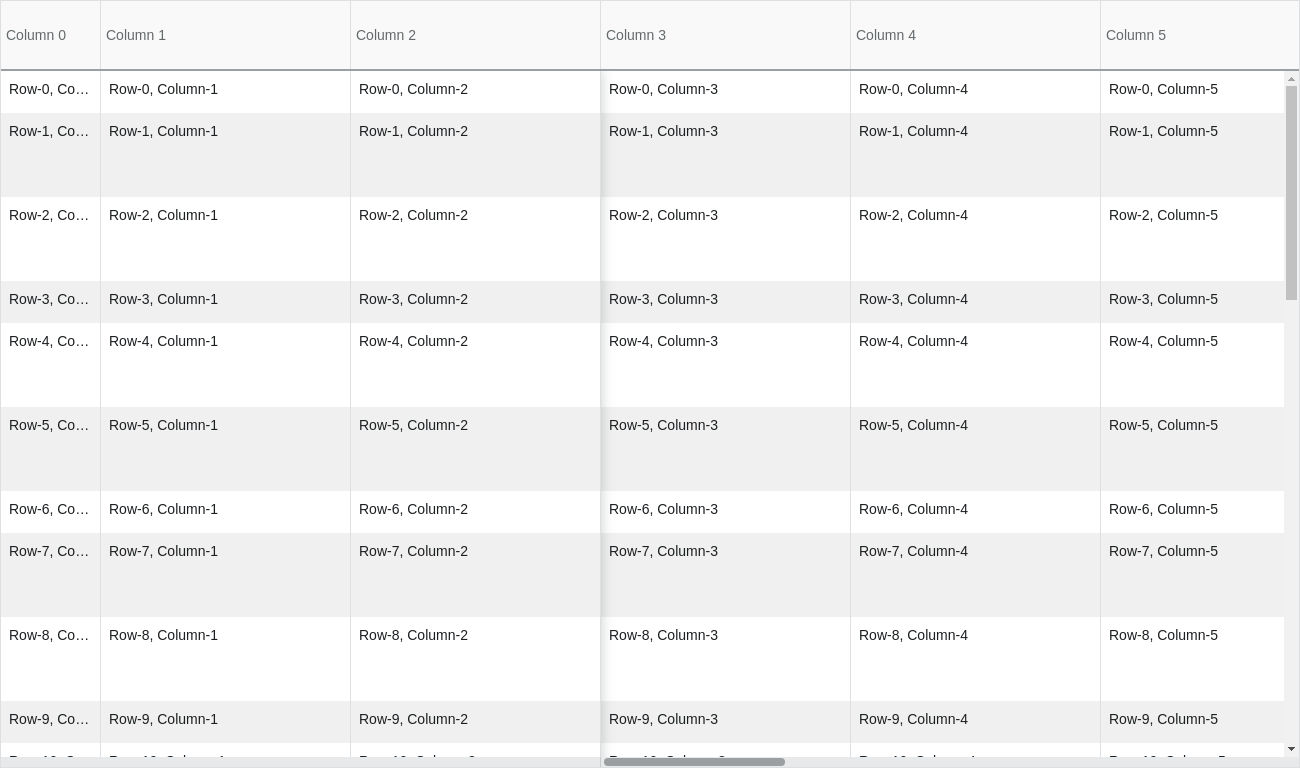 Column 0 Column 1 Column 2 Column 3 Column 4 Column 5
Row-0, Co… Row-0, Column-1 Row-0, Column-2 Row-0, Column-3 Row-0, Column-4 Row-0, Column-5
Row-1, Co… Row-1, Column-1 Row-1, Column-2 Row-1, Column-3 Row-1, Column-4 Row-1, Column-5
Row-2, Co… Row-2, Column-1 Row-2, Column-2 Row-2, Column-3 Row-2, Column-4 Row-2, Column-5
Row-3, Co… Row-3, Column-1 Row-3, Column-2 Row-3, Column-3 Row-3, Column-4 Row-3, Column-5
Row-4, Co… Row-4, Column-1 Row-4, Column-2 Row-4, Column-3 Row-4, Column-4 Row-4, Column-5
Row-5, Co… Row-5, Column-1 Row-5, Column-2 Row-5, Column-3 Row-5, Column-4 Row-5, Column-5
Row-6, Co… Row-6, Column-1 Row-6, Column-2 Row-6, Column-3 Row-6, Column-4 Row-6, Column-5
Row-7, Co… Row-7, Column-1 Row-7, Column-2 Row-7, Column-3 Row-7, Column-4 Row-7, Column-5
Row-8, Co… Row-8, Column-1 Row-8, Column-2 Row-8, Column-3 Row-8, Column-4 Row-8, Column-5
Row-9, Co… Row-9, Column-1 Row-9, Column-2 Row-9, Column-3 Row-9, Column-4 Row-9, Column-5